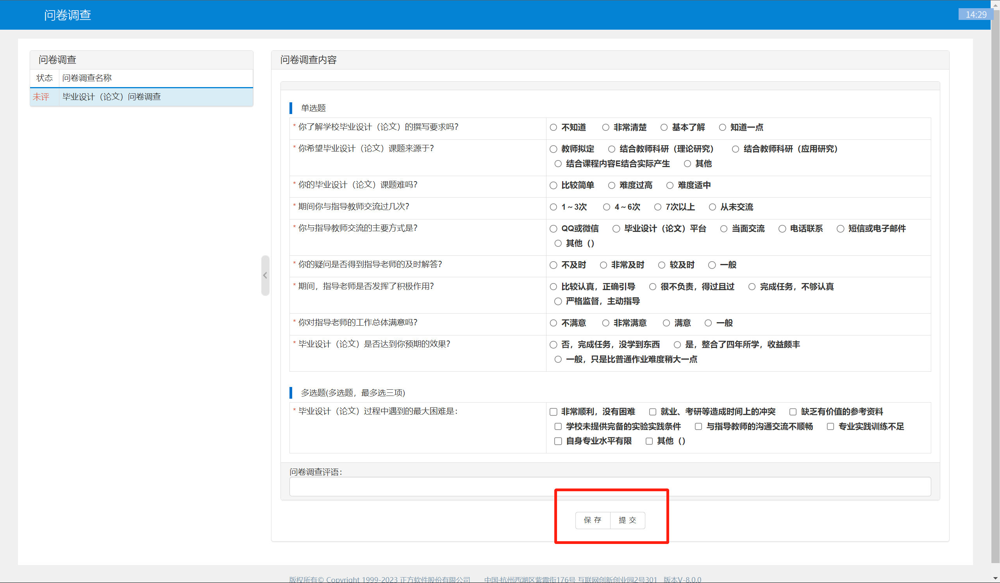 问卷调查
14:29
问卷调查
状态 问卷调查名称
未评 毕业设计（论文）问卷调查
问卷调查内容
单选题
* 你了解学校毕业设计（论文）的撰写要求吗？ 不知道 非常清楚 基本了解 知道一点
* 你希望毕业设计（论文）课题来源于？ 教师拟定 结合教师科研（理论研究） 结合教师科研（应用研究）
结合课程内容E结合实际产生 其他
* 你的毕业设计（论文）课题难吗？ 比较简单 难度过高 难度适中
* 期间你与指导教师交流过几次？ 1～3次 4～6次 7次以上 从未交流
* 你与指导教师交流的主要方式是？ QQ或微信 毕业设计（论文）平台 当面交流 电话联系 短信或电子邮件
其他（）
* 你的疑问是否得到指导老师的及时解答？ 不及时 非常及时 较及时 一般
* 期间，指导老师是否发挥了积极作用？ 比较认真，正确引导 很不负责，得过且过 完成任务，不够认真
严格监督，主动指导
* 你对指导老师的工作总体满意吗？ 不满意 非常满意 满意 一般
* 毕业设计（论文）是否达到你预期的效果？ 否，完成任务，没学到东西 是，整合了四年所学，收益颇丰
一般，只是比普通作业难度稍大一点
多选题(多选题，最多选三项)
* 毕业设计（论文）过程中遇到的最大困难是： 非常顺利，没有困难 就业、考研等造成时间上的冲突 缺乏有价值的参考资料
学校未提供完备的实验实践条件 与指导教师的沟通交流不顺畅 专业实践训练不足
自身专业水平有限 其他（）
问卷调查评语：
保 存 提 交
版权所有© Copyright 1999-2023 正方软件股份有限公司 中国·杭州西湖区紫霞街176号 互联网创新创业园2号301 版本V-8.0.0